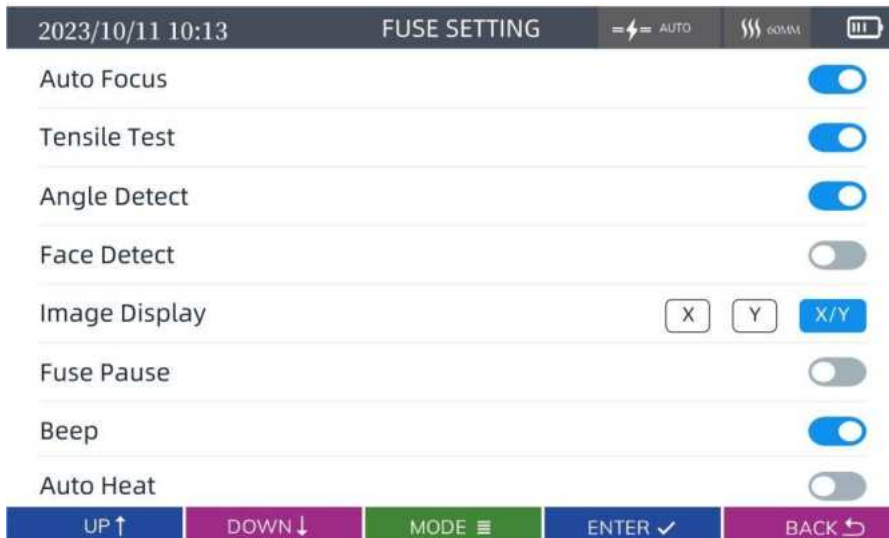 2023/10/11 10:13 FUSE SETTING AUTO 60MM
Auto Focus
Tensile Test
Angle Detect
Face Detect
Image Display X Y X/Y
Fuse Pause
Beep
Auto Heat
UP↑ DOWN↓ MODE ≡ ENTER ✓ BACK ↩